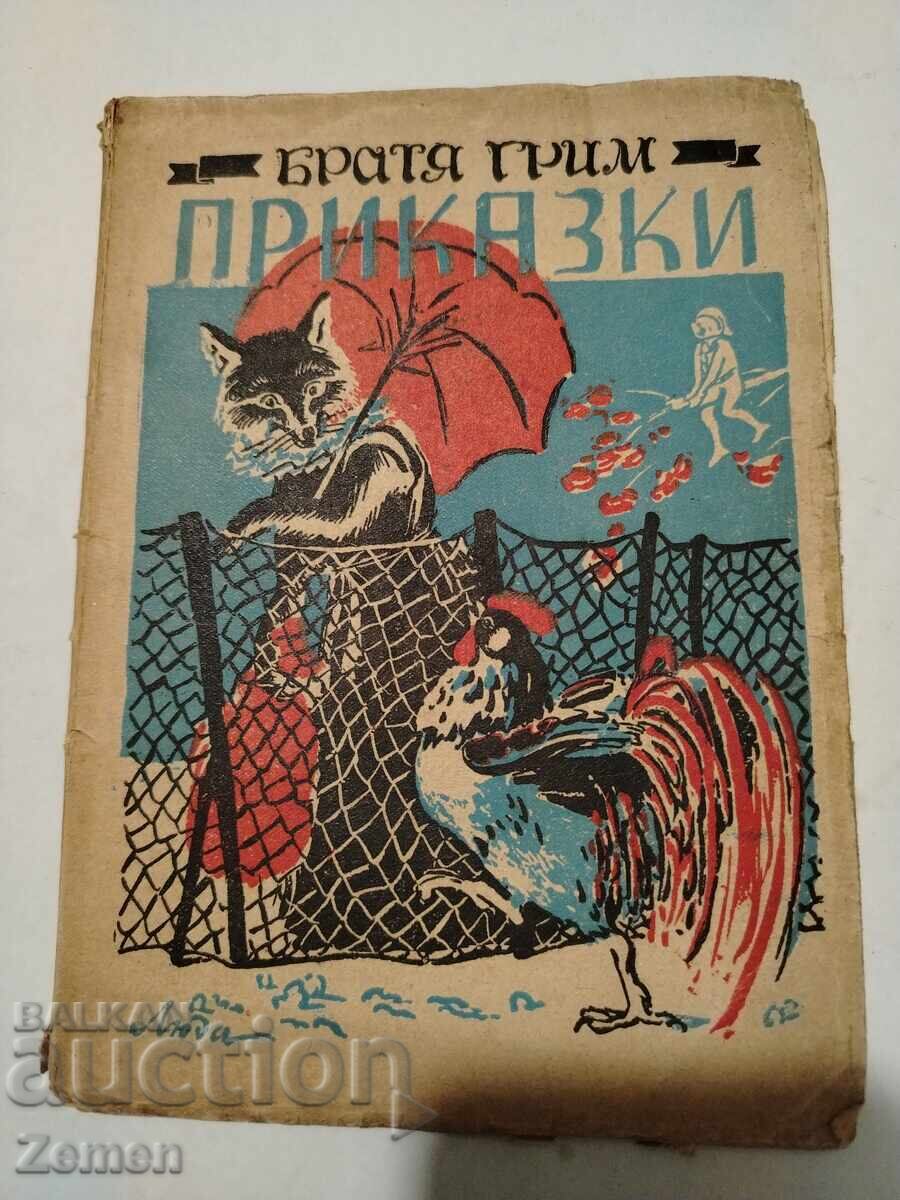 БРАТЯ ГРИМ
ПРИКАЗКИ
BALKAN
auction
Zemen